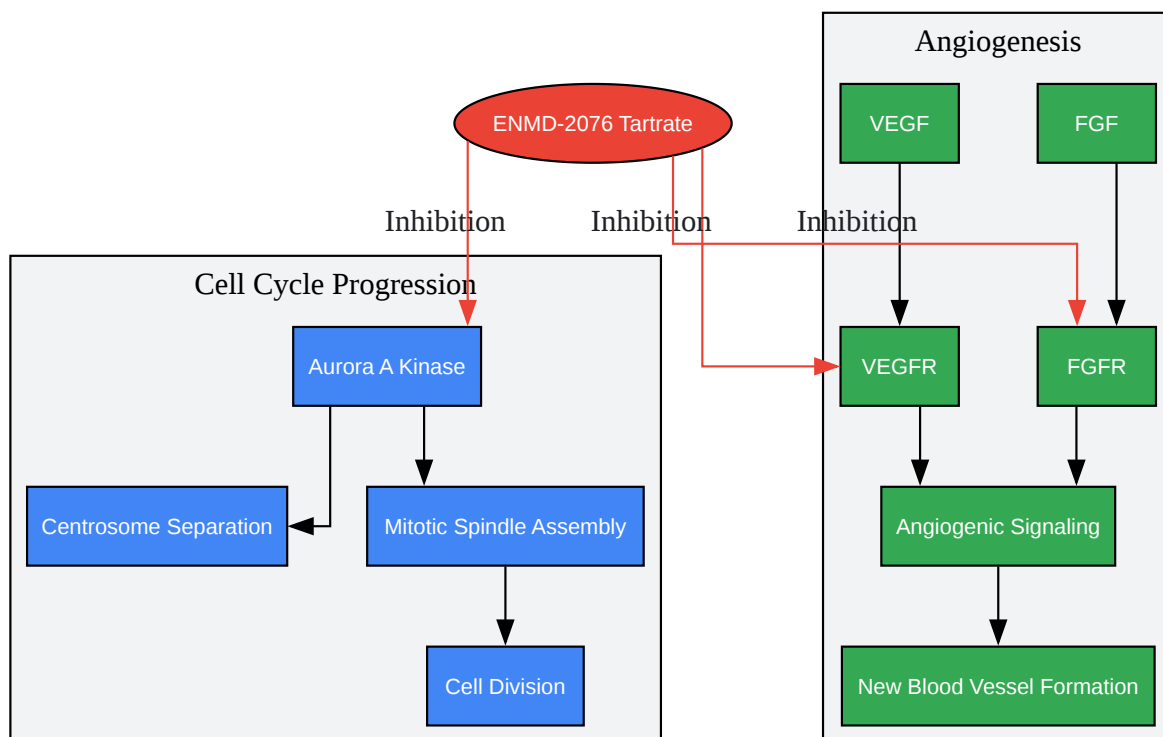 Angiogenesis
ENMD-2076 Tartrate
VEGF
FGF
Inhibition
Inhibition
Inhibition
Cell Cycle Progression
Aurora A Kinase
VEGFR
FGFR
Centrosome Separation
Mitotic Spindle Assembly
Angiogenic Signaling
Cell Division
New Blood Vessel Formation